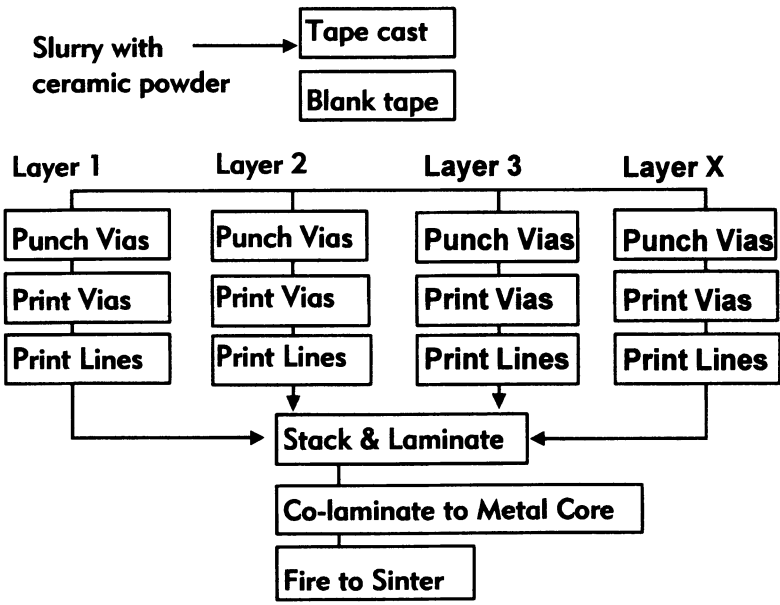 Slurry with
ceramic powder
Tape cast
Blank tape
Layer 1
Layer 2
Layer 3
Layer X
Punch Vias
Punch Vias
Punch Vias
Punch Vias
Print Vias
Print Vias
Print Vias
Print Vias
Print Lines
Print Lines
Print Lines
Print Lines
Stack & Laminate
Co-laminate to Metal Core
Fire to Sinter